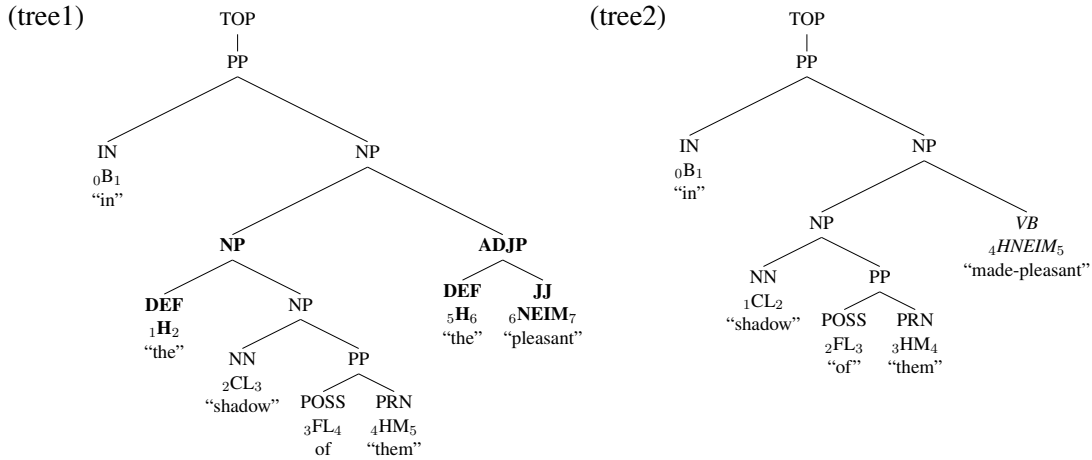 (tree1) (tree2)
TOP TOP
PP PP
IN NP IN NP
0B1 0B1
“in” “in”
NP ADJP NP VB
4HNEIM5
“made-pleasant”
DEF NP DEF JJ NN PP
1H2 5H6 6NEIM7 1CL2
“the” “the” “pleasant” “shadow”
NN PP POSS PRN
2CL3 2FL3 3HM4
“shadow” “of” “them”
POSS PRN
3FL4 4HM5
of “them”